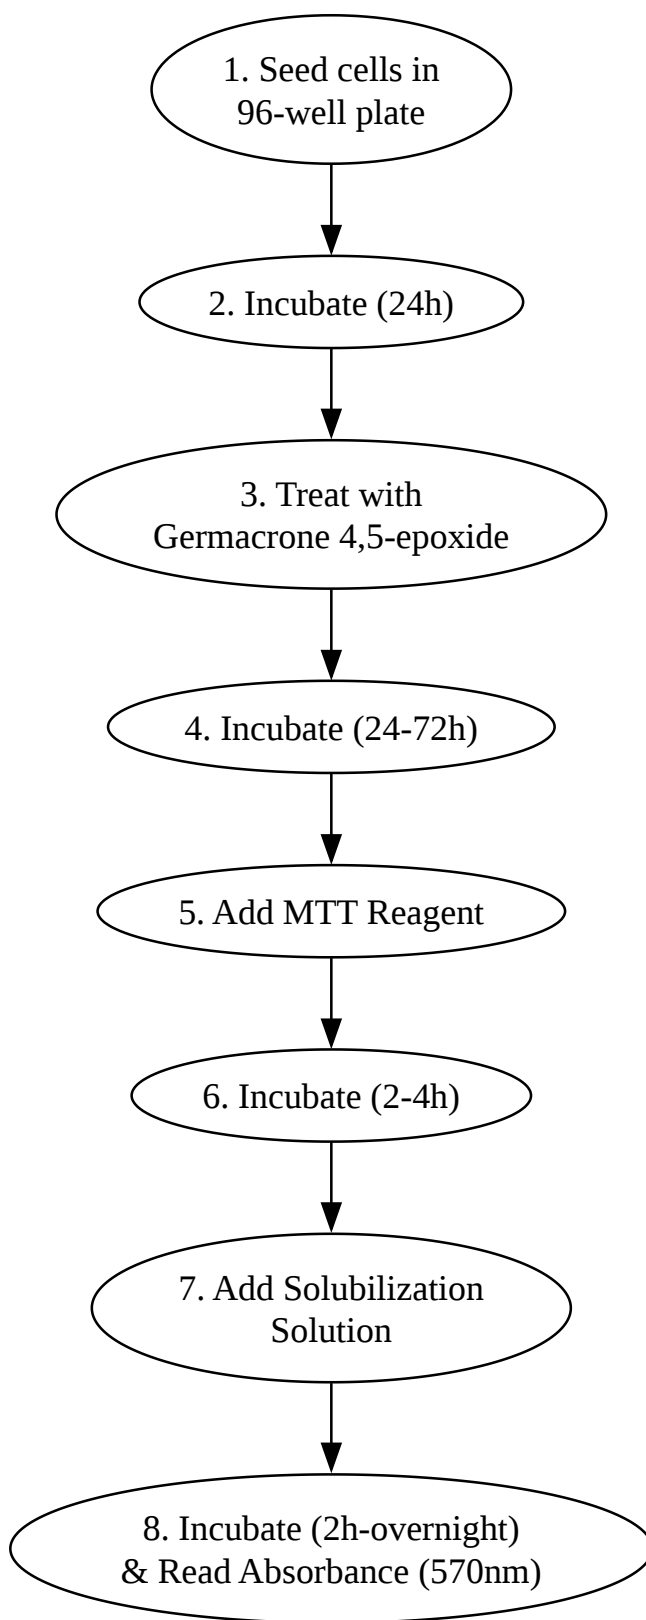 1. Seed cells in
96-well plate
2. Incubate (24h)
3. Treat with
Germacrone 4,5-epoxide
4. Incubate (24-72h)
5. Add MTT Reagent
6. Incubate (2-4h)
7. Add Solubilization
Solution
8. Incubate (2h-overnight)
& Read Absorbance (570nm)